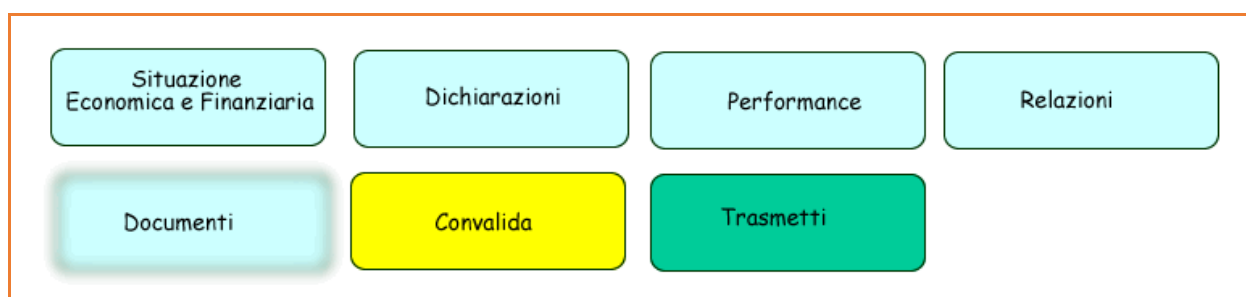 Situazione
Economica e Finanziaria
Dichiarazioni
Performance
Relazioni
Documenti
Convalida
Trasmetti